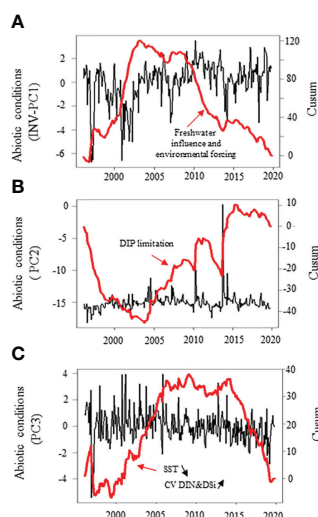 A
Abiotic conditions
(INV-PC1)
2
0
-2
-4
-6
120
80
40
0
Cusum
Freshwater
influence and
environmental forcing
2000
2005
2010
2015
2020
B
Abiotic conditions
( PC2)
0
-5
-10
-15
10
0
-10
-20
-30
-40
Cusum
DIP limitation
2000
2005
2010
2015
2020
C
Abiotic conditions
(PC3)
4
2
0
-2
-4
40
30
20
10
0
Cusum
SST
CV DIN&DSi
2000
2005
2010
2015
2020